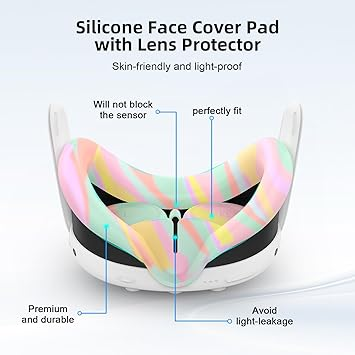 Silicone Face Cover Pad
with Lens Protector
Skin-friendly and light-proof
Will not block
the sensor
perfectly fit
Premium
and durable
Avoid
light-leakage